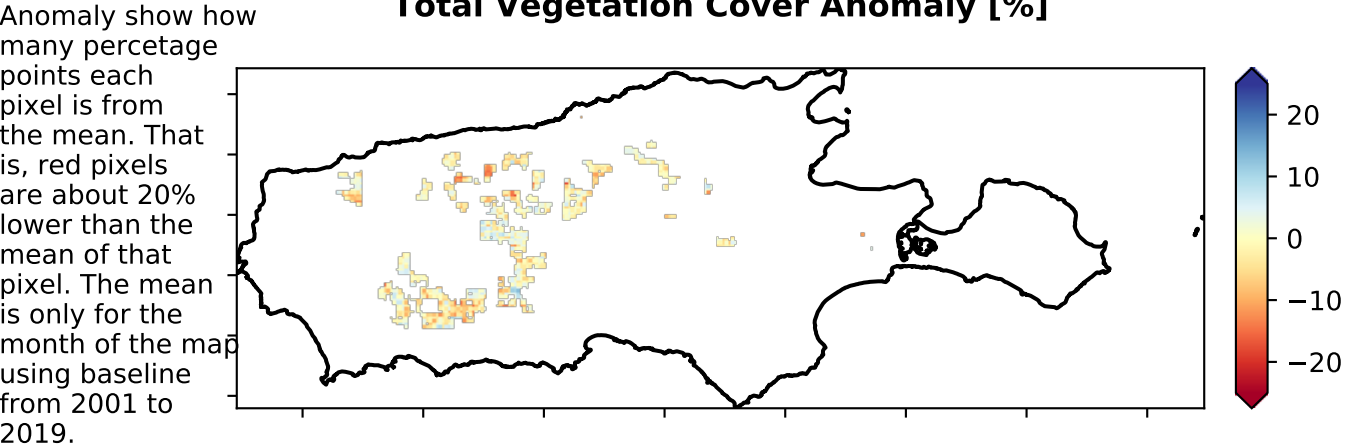 Total Vegetation Cover Anomaly [%]
Anomaly show how
many percetage
points each
pixel is from
the mean. That
is, red pixels
are about 20%
lower than the
mean of that
pixel. The mean
is only for the
month of the map
using baseline
from 2001 to
2019.
20
10
0
−10
−20